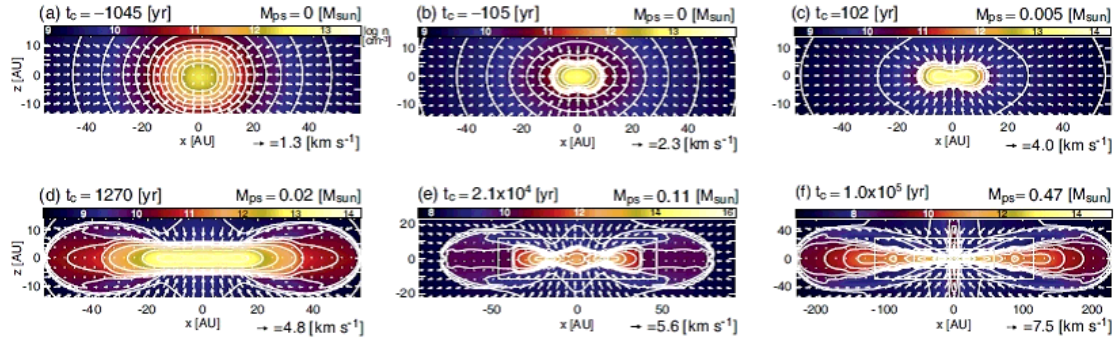 (a) t_c = −1045 [yr] M_ps = 0 [M_sun]
9 10 11 12 13 log n [cm⁻³]
z [AU]
10
0
-10
-40 -20 0 20 40
x [AU] → =1.3 [km s⁻¹]
(b) t_c = −105 [yr] M_ps = 0 [M_sun]
9 10 11 12 13
10
0
-10
-40 -20 0 20 40
x [AU] → =2.3 [km s⁻¹]
(c) t_c =102 [yr] M_ps = 0.005 [M_sun]
9 10 11 12 13 14
10
0
-10
-40 -20 0 20 40
x [AU] → =4.0 [km s⁻¹]
(d) t_c = 1270 [yr] M_ps = 0.02 [M_sun]
9 10 11 12 13 14
z [AU]
10
0
-10
-40 -20 0 20 40
x [AU] → =4.8 [km s⁻¹]
(e) t_c = 2.1x10⁴ [yr] M_ps = 0.11 [M_sun]
8 10 12 14 16
20
0
-20
-50 0 50
x [AU] → =5.6 [km s⁻¹]
(f) t_c = 1.0x10⁵ [yr] M_ps = 0.47 [M_sun]
8 10 12 14
40
0
-40
-200 -100 0 100 200
x [AU] → =7.5 [km s⁻¹]